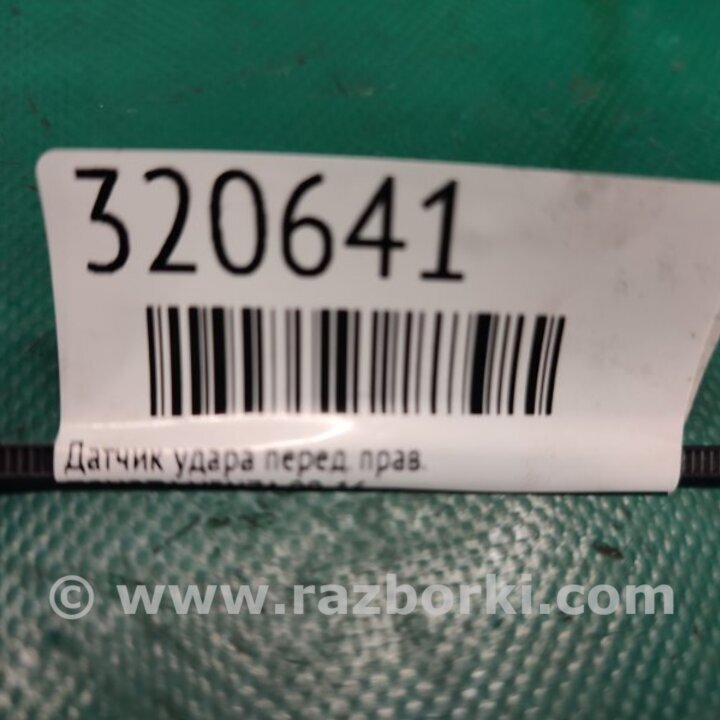 320641
Датчик удара перед. прав.
© www.razborki.com